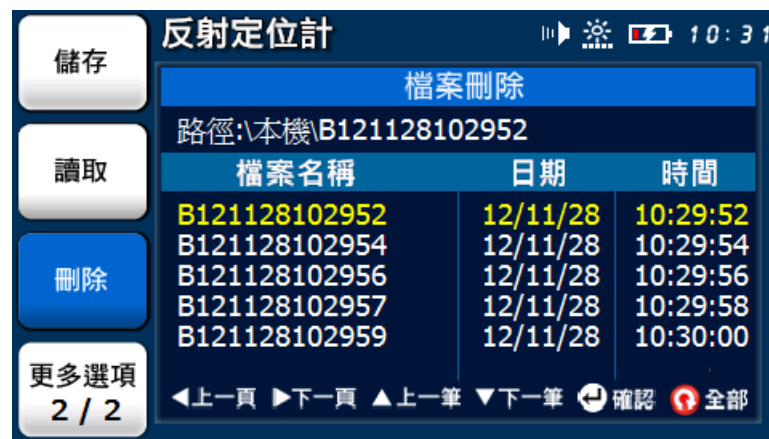 反射定位計 10:31
儲存
讀取
刪除
更多選項
2 / 2
檔案刪除
路徑:\本機\B121128102952
檔案名稱 日期 時間
B121128102952 12/11/28 10:29:52
B121128102954 12/11/28 10:29:54
B121128102956 12/11/28 10:29:56
B121128102957 12/11/28 10:29:58
B121128102959 12/11/28 10:30:00
◀上一頁 ▶下一頁 ▲上一筆 ▼下一筆 確認 全部